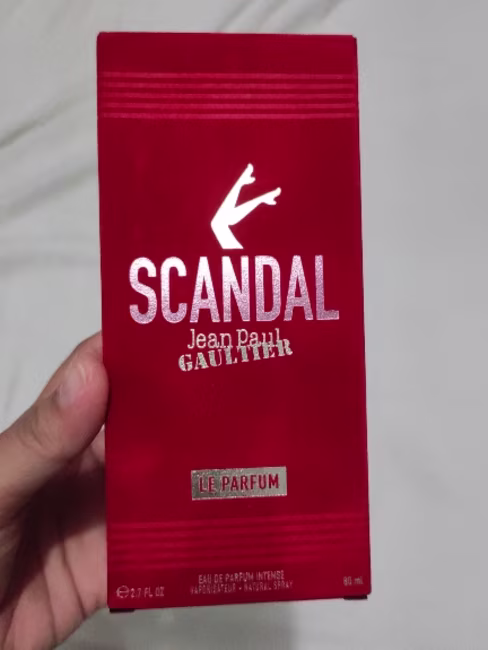 SCANDAL
Jean Paul
GAULTIER
LE PARFUM
EAU DE PARFUM INTENSE
VAPORISATEUR - NATURAL SPRAY
℮ 2.7 FL OZ
80 ml